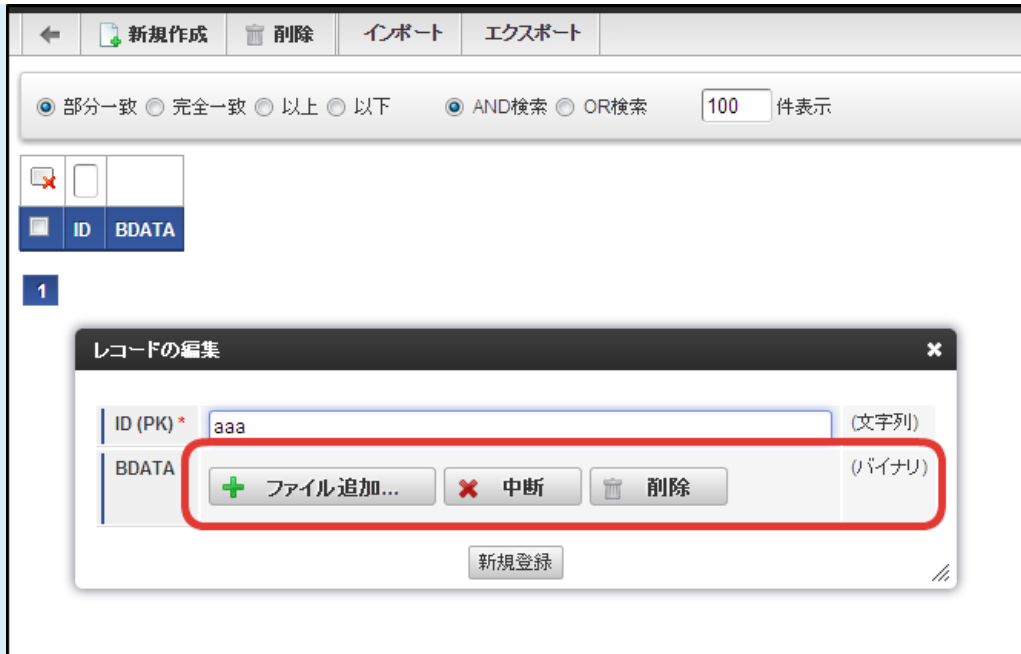 新規作成 削除 インポート エクスポート
部分一致 完全一致 以上 以下 AND検索 OR検索 100 件表示
ID BDATA
1
レコードの編集
ID (PK) * aaa (文字列)
BDATA ファイル追加... 中断 削除 (バイナリ)
新規登録